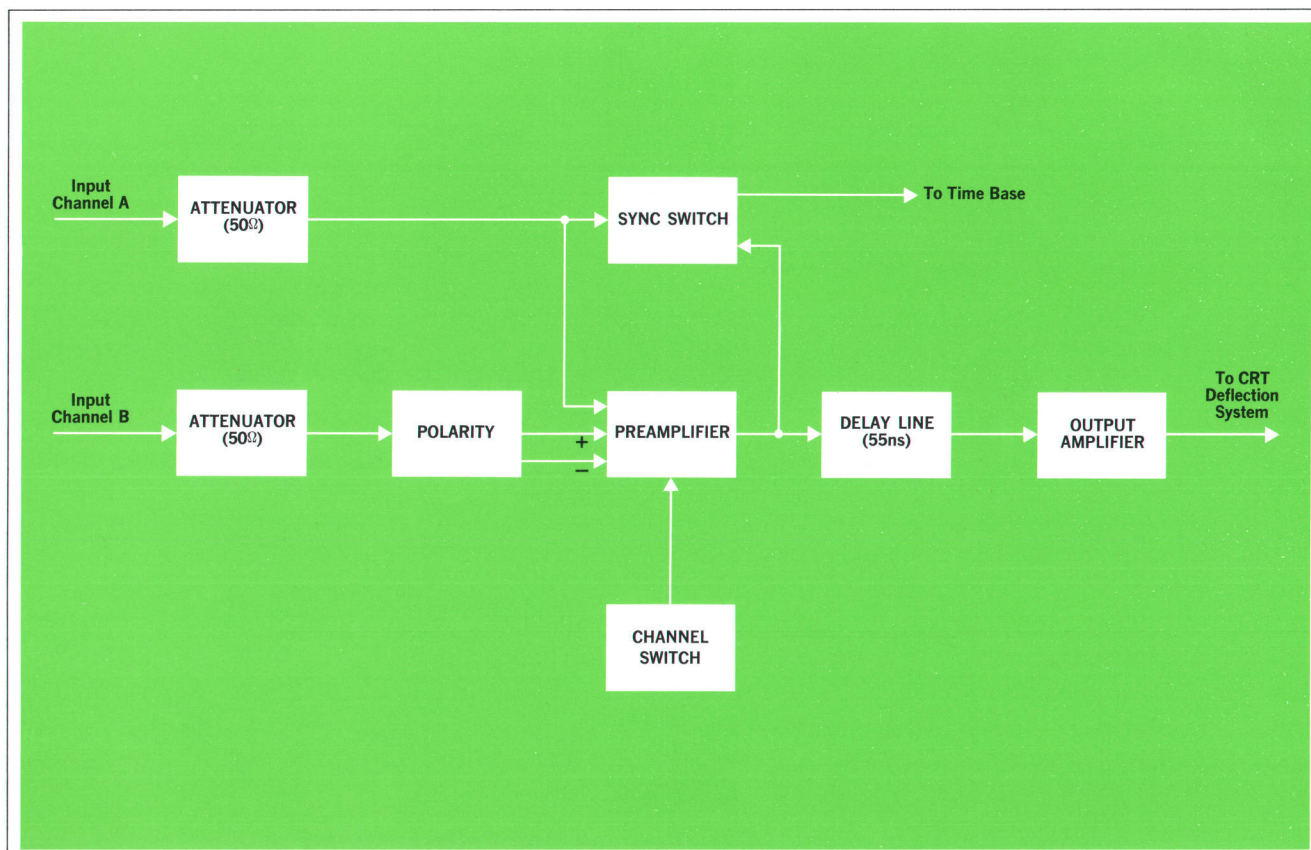 Input
Channel A
ATTENUATOR
(50Ω)
SYNC SWITCH
To Time Base
Input
Channel B
ATTENUATOR
(50Ω)
POLARITY
+
−
PREAMPLIFIER
DELAY LINE
(55ns)
OUTPUT
AMPLIFIER
To CRT
Deflection
System
CHANNEL
SWITCH